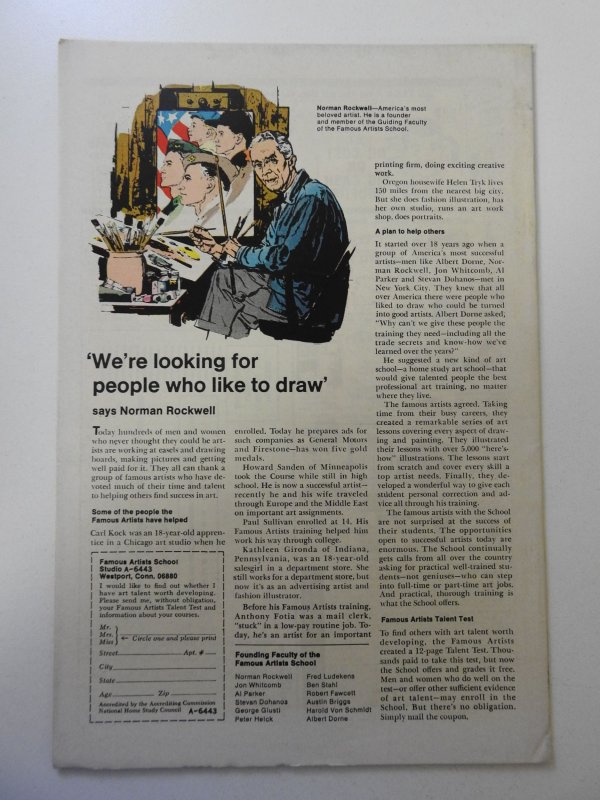 Norman Rockwell—America's most
beloved artist. He is a founder
and member of the Guiding Faculty
of the Famous Artists School.
'We're looking for
people who like to draw'
says Norman Rockwell
Today hundreds of men and women
who never thought they could be art-
ists are working at easels and drawing
boards, making pictures and getting
well paid for it. They all can thank a
group of famous artists who have de-
voted much of their time and talent
to helping others find success in art.
Some of the people the
Famous Artists have helped
Carl Kock was an 18-year-old appren-
tice in a Chicago art studio when he
Famous Artists School
Studio A-6443
Westport, Conn. 06880
I would like to find out whether I
have art talent worth developing.
Please send me, without obligation,
your Famous Artists Talent Test and
information about your courses.
Mr.
Mrs. ← Circle one and please print
Miss
Street Apt. #
City
State
Age Zip
Accredited by the Accrediting Commission
National Home Study Council A-6443
enrolled. Today he prepares ads for
such companies as General Motors
and Firestone—has won five gold
medals.
Howard Sanden of Minneapolis
took the Course while still in high
school. He is now a successful artist—
recently he and his wife traveled
through Europe and the Middle East
on important art assignments.
Paul Sullivan enrolled at 14. His
Famous Artists training helped him
work his way through college.
Kathleen Gironda of Indiana,
Pennsylvania, was an 18-year-old
salesgirl in a department store. She
still works for a department store, but
now it's as an advertising artist and
fashion illustrator.
Before his Famous Artists training,
Anthony Fotia was a mail clerk,
"stuck" in a low-pay routine job. To-
day, he's an artist for an important
Founding Faculty of the
Famous Artists School
Norman Rockwell
Jon Whitcomb
Al Parker
Stevan Dohanos
George Giusti
Peter Helck
Fred Ludekens
Ben Stahl
Robert Fawcett
Austin Briggs
Harold Von Schmidt
Albert Dorne
printing firm, doing exciting creative
work.
Oregon housewife Helen Tryk lives
150 miles from the nearest big city.
But she does fashion illustration, has
her own studio, runs an art work
shop, does portraits.
A plan to help others
It started over 18 years ago when a
group of America's most successful
artists—men like Albert Dorne, Nor-
man Rockwell, Jon Whitcomb, Al
Parker and Stevan Dohanos—met in
New York City. They knew that all
over America there were people who
liked to draw who could be turned
into good artists. Albert Dorne asked,
"Why can't we give these people the
training they need—including all the
trade secrets and know-how we've
learned over the years?"
He suggested a new kind of art
school—a home study art school—that
would give talented people the best
professional art training, no matter
where they live.
The famous artists agreed. Taking
time from their busy careers, they
created a remarkable series of art
lessons covering every aspect of draw-
ing and painting. They illustrated
their lessons with over 5,000 "here's-
how" illustrations. The lessons start
from scratch and cover every skill a
top artist needs. Finally, they de-
veloped a wonderful way to give each
student personal correction and ad-
vice all through his training.
The famous artists with the School
are not surprised at the success of
their students. The opportunities
open to successful artists today are
enormous. The School continually
gets calls from all over the country
asking for practical well-trained stu-
dents—not geniuses—who can step
into full-time or part-time art jobs.
And practical, thorough training is
what the School offers.
Famous Artists Talent Test
To find others with art talent worth
developing, the Famous Artists
created a 12-page Talent Test. Thou-
sands paid to take this test, but now
the School offers and grades it free.
Men and women who do well on the
test—or offer other sufficient evidence
of art talent—may enroll in the
School. But there's no obligation.
Simply mail the coupon.